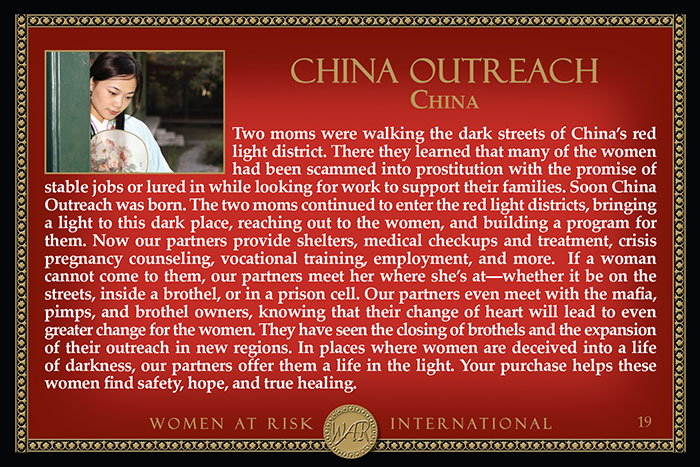 CHINA OUTREACH
CHINA
Two moms were walking the dark streets of China's red
light district. There they learned that many of the women
had been scammed into prostitution with the promise of
stable jobs or lured in while looking for work to support their families. Soon China
Outreach was born. The two moms continued to enter the red light districts, bringing
a light to this dark place, reaching out to the women, and building a program for
them. Now our partners provide shelters, medical checkups and treatment, crisis
pregnancy counseling, vocational training, employment, and more.  If a woman
cannot come to them, our partners meet her where she's at—whether it be on the
streets, inside a brothel, or in a prison cell. Our partners even meet with the mafia,
pimps, and brothel owners, knowing that their change of heart will lead to even
greater change for the women. They have seen the closing of brothels and the expansion
of their outreach in new regions. In places where women are deceived into a life
of darkness, our partners offer them a life in the light. Your purchase helps these
women find safety, hope, and true healing.
WOMEN AT RISK WAR INTERNATIONAL 19